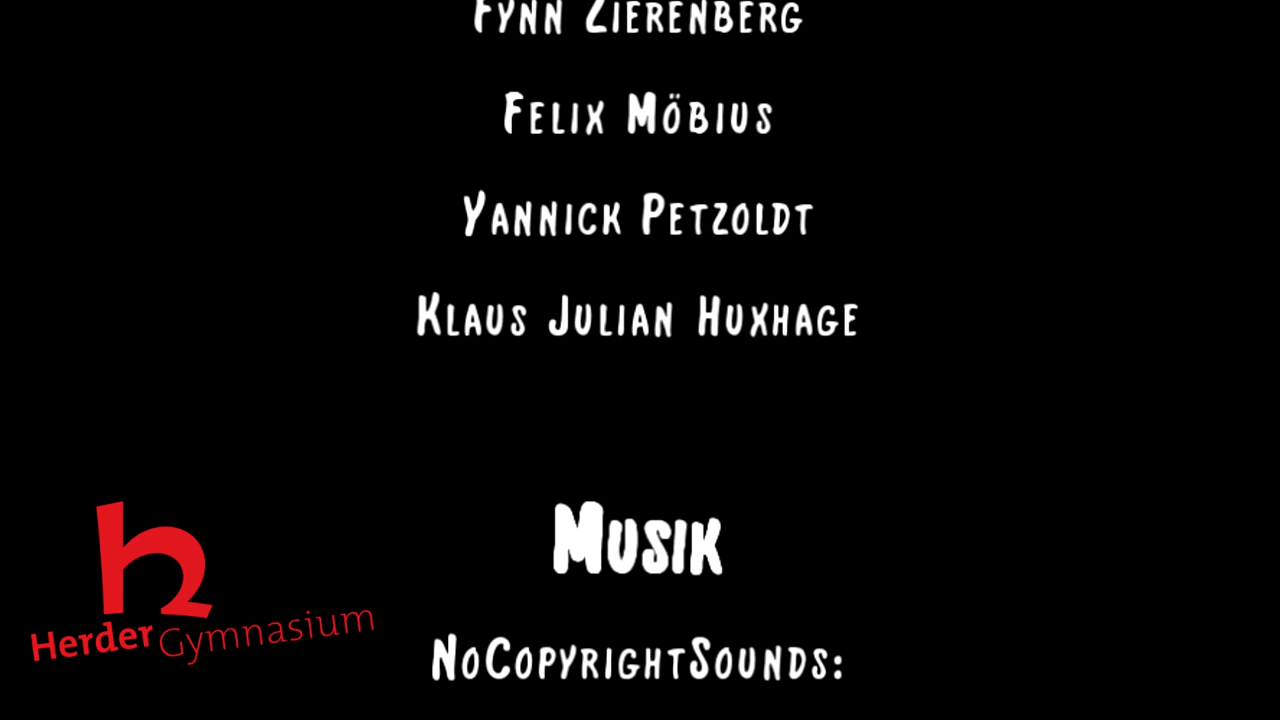 Fynn Zierenberg
Felix Möbius
Yannick Petzoldt
Klaus Julian Huxhage
Musik
Herder Gymnasium
NoCopyrightSounds: